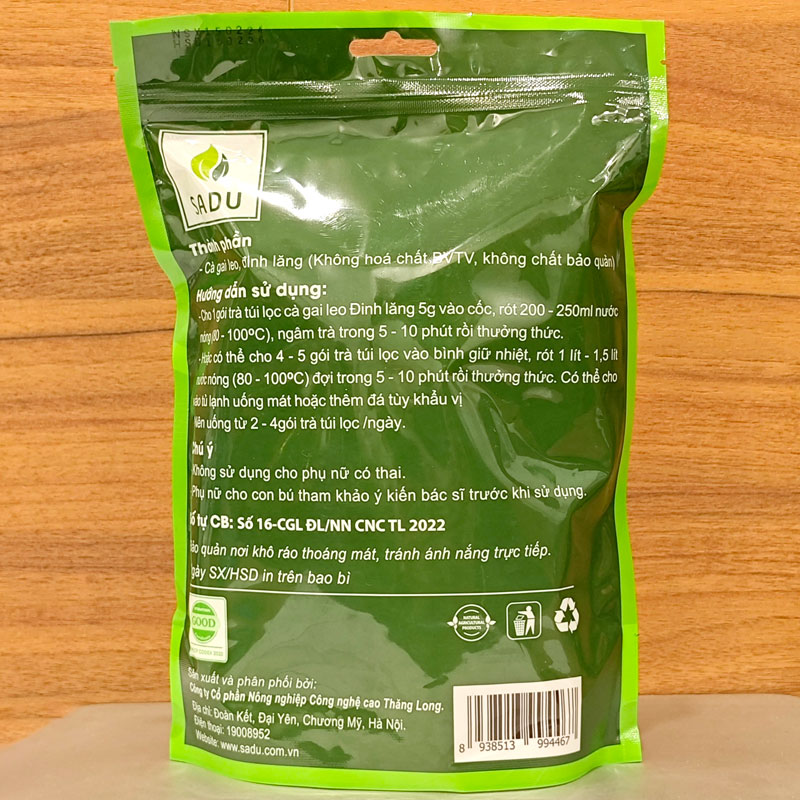 SADU
Thành phần
- Cà gai leo, đinh lăng (Không hoá chất BVTV, không chất bảo quản)
Hướng dẫn sử dụng:
- Cho 1 gói trà túi lọc cà gai leo Đinh lăng 5g vào cốc, rót 200 - 250ml nước
nóng (80 - 100ºC), ngâm trà trong 5 - 10 phút rồi thưởng thức.
- Hoặc có thể cho 4 - 5 gói trà túi lọc vào bình giữ nhiệt, rót 1 lít - 1,5 lít
nước nóng (80 - 100ºC) đợi trong 5 - 10 phút rồi thưởng thức. Có thể cho
vào tủ lạnh uống mát hoặc thêm đá tùy khẩu vị
Nên uống từ 2 - 4gói trà túi lọc /ngày.
Chú ý
Không sử dụng cho phụ nữ có thai.
Phụ nữ cho con bú tham khảo ý kiến bác sĩ trước khi sử dụng.
Số tự CB: Số 16-CGL ĐL/NN CNC TL 2022
Bảo quản nơi khô ráo thoáng mát, tránh ánh nắng trực tiếp.
Ngày SX/HSD in trên bao bì
GOOD
NATURAL
AGRICULTURAL
PRODUCTS
Sản xuất và phân phối bởi:
Công ty Cổ phần Nông nghiệp Công nghệ cao Thăng Long.
Địa chỉ: Đoàn Kết, Đại Yên, Chương Mỹ, Hà Nội.
Điện thoại: 19008952
Website: www.sadu.com.vn
8 938513 994467